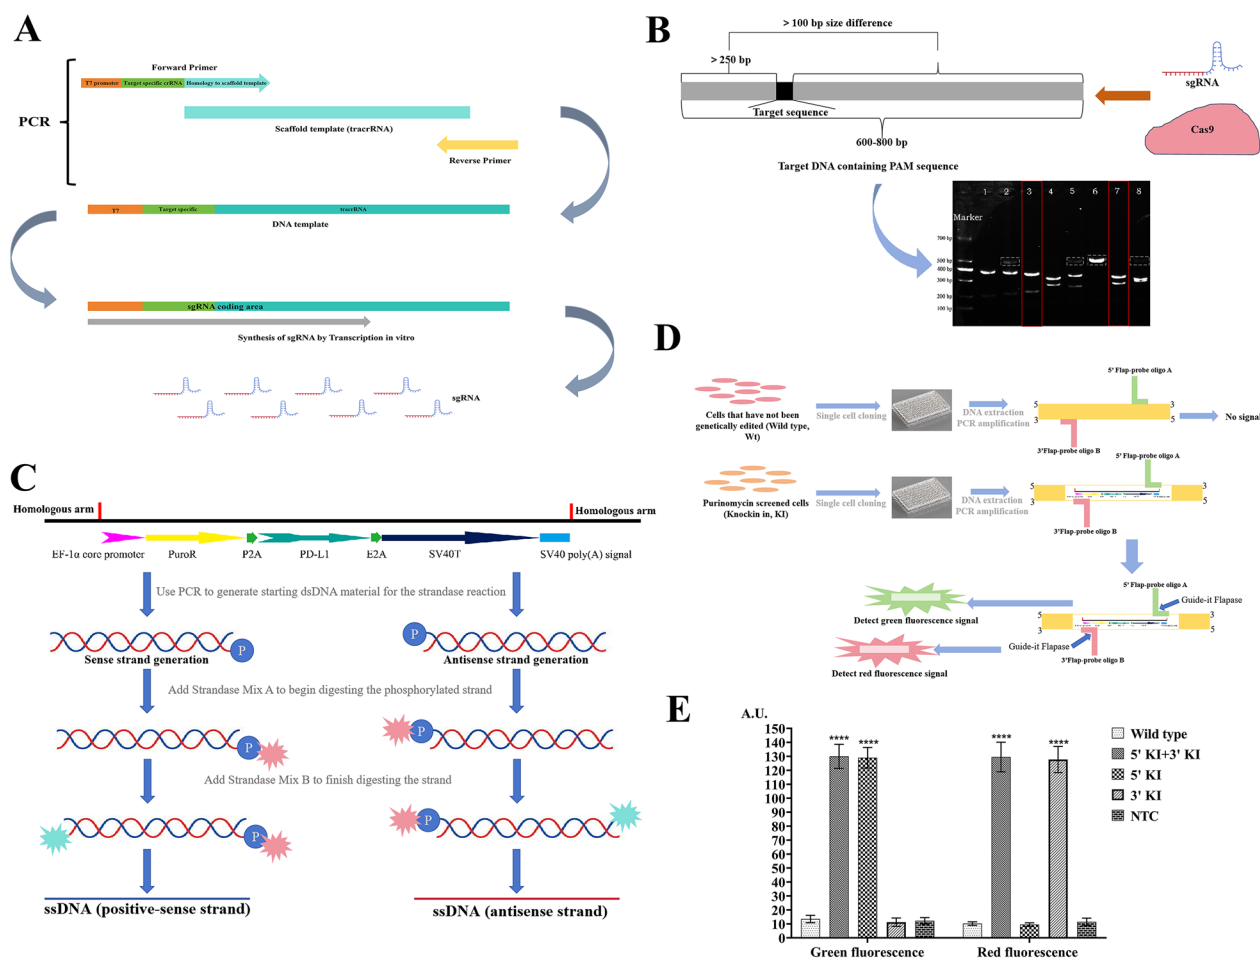 A
Forward Primer
T7 promoter
Target specific crRNA
Homology to scaffold template
PCR
Scaffold template (tracrRNA)
Reverse Primer
T7
Target specific
tracrRNA
DNA template
sgRNA coding area
Synthesis of sgRNA by Transcription in vitro
sgRNA
B
> 100 bp size difference
> 250 bp
Target sequence
600-800 bp
Target DNA containing PAM sequence
sgRNA
Cas9
1 2 3 4 5 6 7 8
Marker
700 bp
500 bp
400 bp
300 bp
200 bp
100 bp
C
Homologous arm
Homologous arm
EF-1α core promoter
PuroR
P2A
PD-L1
E2A
SV40T
SV40 poly(A) signal
Use PCR to generate starting dsDNA material for the strandase reaction
P
P
Sense strand generation
Antisense strand generation
Add Strandase Mix A to begin digesting the phosphorylated strand
P
P
Add Strandase Mix B to finish digesting the strand
P
P
ssDNA (positive-sense strand)
ssDNA (antisense strand)
D
Cells that have not been
genetically edited (Wild type,
Wt)
Single cell cloning
DNA extraction
PCR amplification
5' Flap-probe oligo A
5
3
3
5
3'Flap-probe oligo B
No signal
Purinomycin screened cells
(Knockin in, KI)
Single cell cloning
DNA extraction
PCR amplification
5' Flap-probe oligo A
5
3
3
5
3'Flap-probe oligo B
5' Flap-probe oligo A
Guide-it Flapase
5
3
3
5
Guide-it Flapase
3'Flap-probe oligo B
Detect green fluorescence signal
Detect red fluorescence signal
E
A.U.
150
140
130
120
110
100
90
80
70
60
50
40
30
20
10
0
****
****
****
****
Green fluorescence
Red fluorescence
Wild type
5' KI+3' KI
5' KI
3' KI
NTC